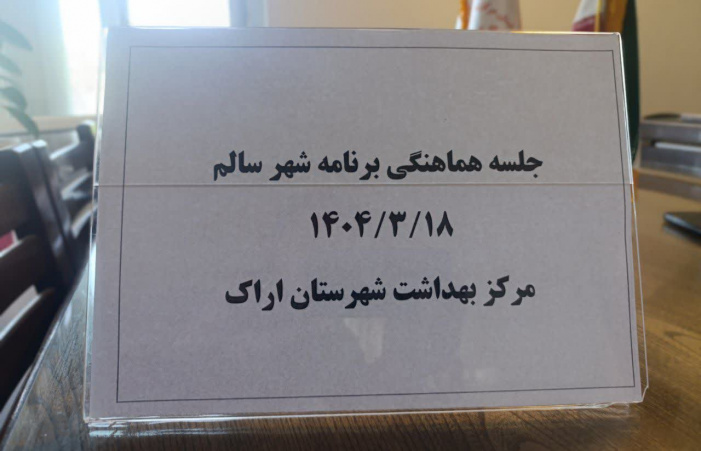 جلسه هماهنگی برنامه شهر سالم
۱۴۰۴/۳/۱۸
مرکز بهداشت شهرستان اراک